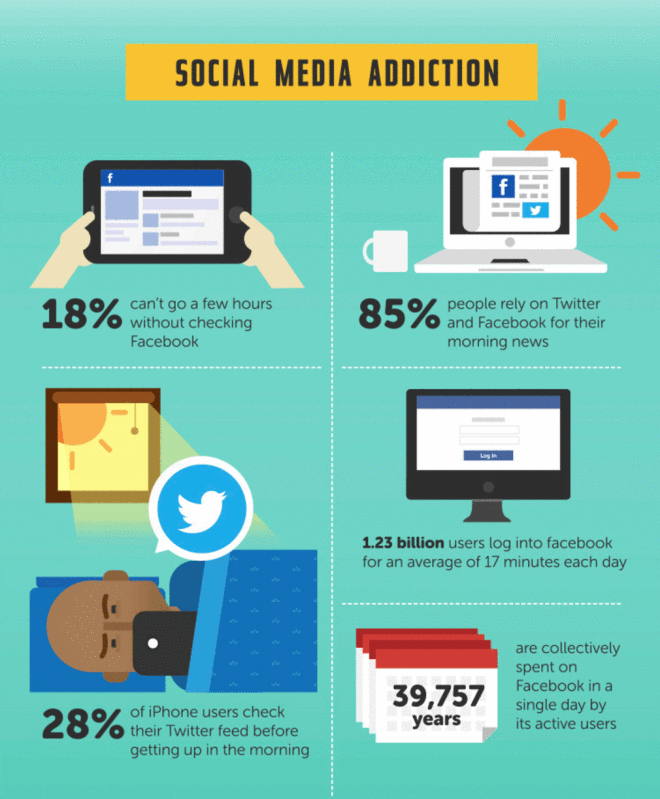 SOCIAL MEDIA ADDICTION
f
18%
can't go a few hours
without checking
Facebook
f
85%
people rely on Twitter
and Facebook for their
morning news
28%
of iPhone users check
their Twitter feed before
getting up in the morning
Log In
1.23 billion users log into facebook
for an average of 17 minutes each day
39,757
years
are collectively
spent on
Facebook in a
single day by
its active users